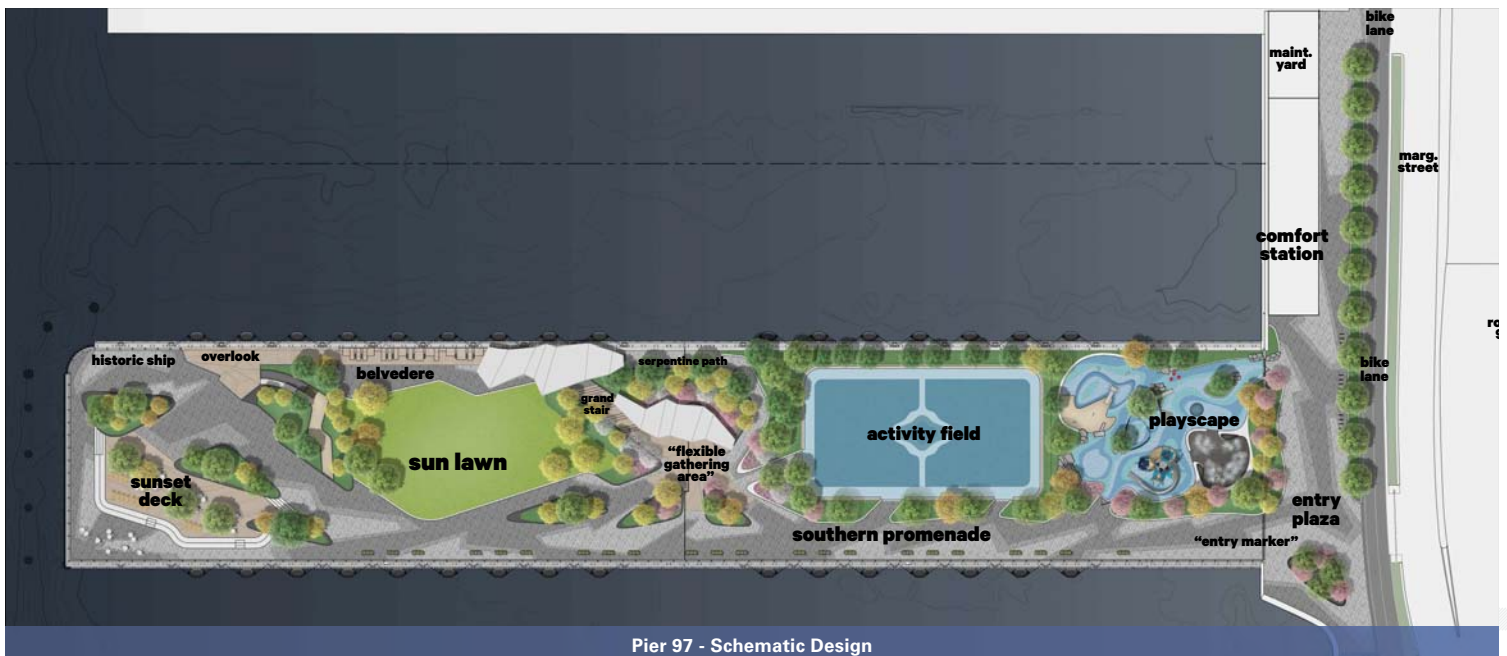 bike
lane
maint.
yard
marg.
street
comfort
station
historic ship
overlook
belvedere
serpentine path
grand
stair
bike
lane
playscape
activity field
sun lawn
"flexible
gathering
area"
sunset
deck
entry
plaza
southern promenade
"entry marker"
Pier 97 - Schematic Design